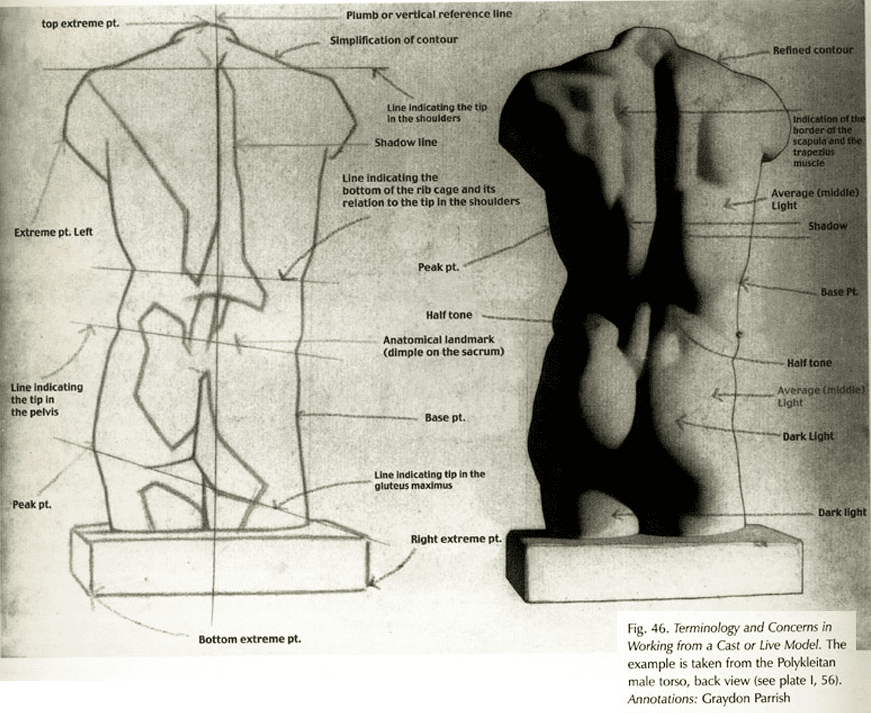 top extreme pt.
Plumb or vertical reference line
Simplification of contour
Line indicating the tip
in the shoulders
Shadow line
Line indicating the
bottom of the rib cage and its
relation to the tip in the shoulders
Extreme pt. Left
Anatomical landmark
(dimple on the sacrum)
Line indicating
the tip in
the pelvis
Base pt.
Line indicating tip in the
gluteus maximus
Peak pt.
Right extreme pt.
Bottom extreme pt.
Refined contour
Indication of the
border of the
scapula and the
trapezius
muscle
Average (middle)
Light
Shadow
Peak pt.
Base Pt.
Half tone
Half tone
Average (middle)
Light
Dark Light
Dark light
Fig. 46. Terminology and Concerns in
Working from a Cast or Live Model. The
example is taken from the Polykleitan
male torso, back view (see plate I, 56).
Annotations: Graydon Parrish